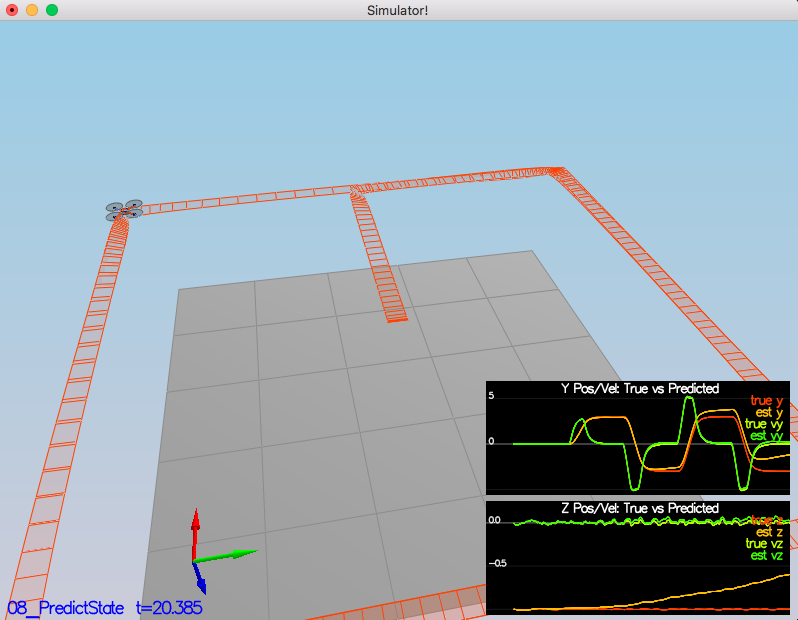 Simulator!
Y Pos/Vel: True vs Predicted
5
true y
est y
true vy
est vy
0
Z Pos/Vel: True vs Predicted
0.0
est z
true vz
est vz
-0.5
08_PredictState t=20.385